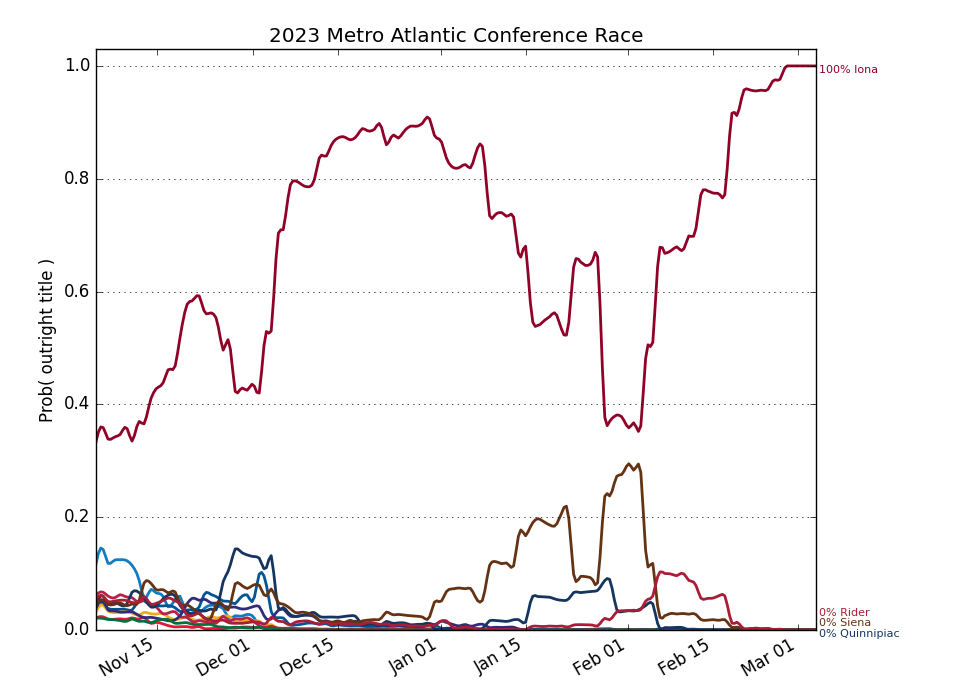 2023 Metro Atlantic Conference Race
Prob( outright title )
1.0
0.8
0.6
0.4
0.2
0.0
Nov 15
Dec 01
Dec 15
Jan 01
Jan 15
Feb 01
Feb 15
Mar 01
100% Iona
0% Rider
0% Siena
0% Quinnipiac